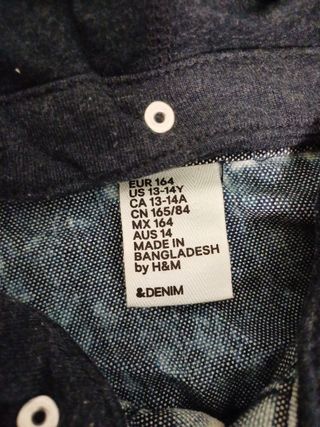 EUR 164
US 13-14Y
CA 13-14A
CN 165/84
MX 164
AUS 14
MADE IN
BANGLADESH
by H&M
&DENIM